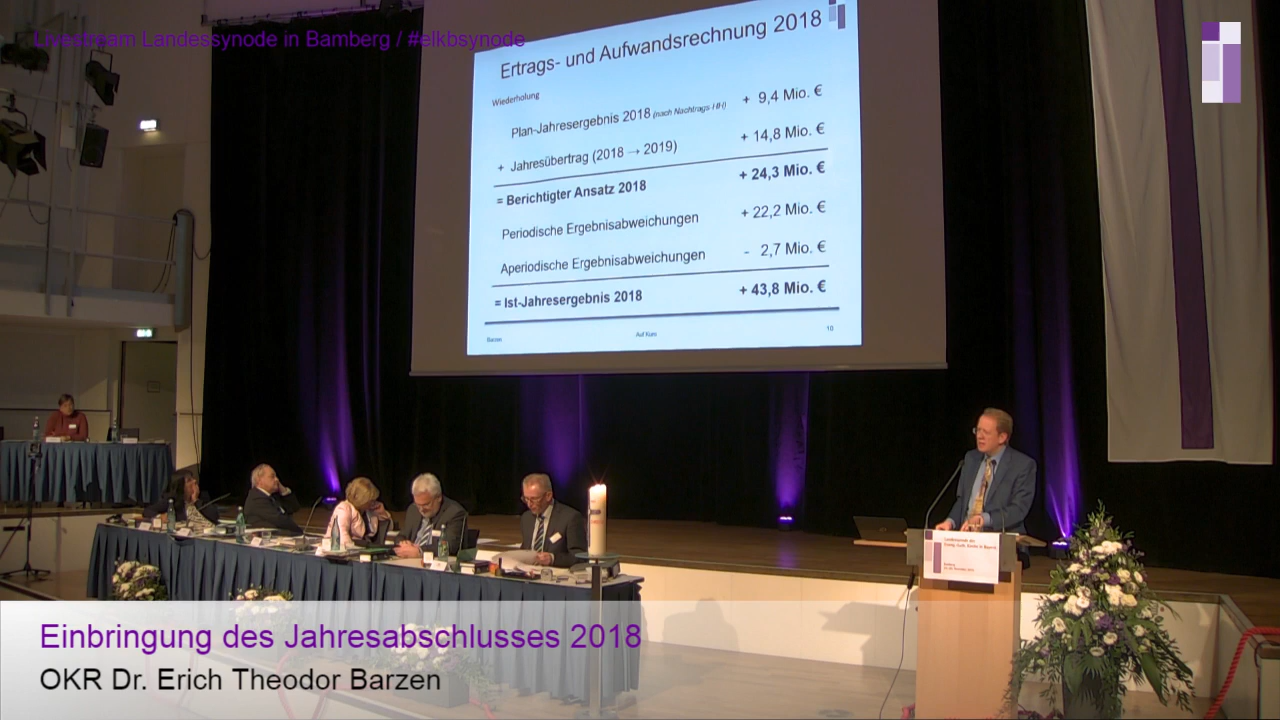 Livestream Landessynode in Bamberg / #elkbsynode
Ertrags- und Aufwandsrechnung 2018
Wiederholung
Plan-Jahresergebnis 2018 (nach Nachtrags- + 9,4 Mio. €
+ Jahresübertrag (2018 → 2019) + 14,8 Mio. €
= Berichtigter Ansatz 2018 + 24,3 Mio. €
Periodische Ergebnisabweichungen + 22,2 Mio. €
Aperiodische Ergebnisabweichungen - 2,7 Mio. €
= Ist-Jahresergebnis 2018 + 43,8 Mio. €
Barzen Auf Kurs 10
Einbringung des Jahresabschlusses 2018
OKR Dr. Erich Theodor Barzen